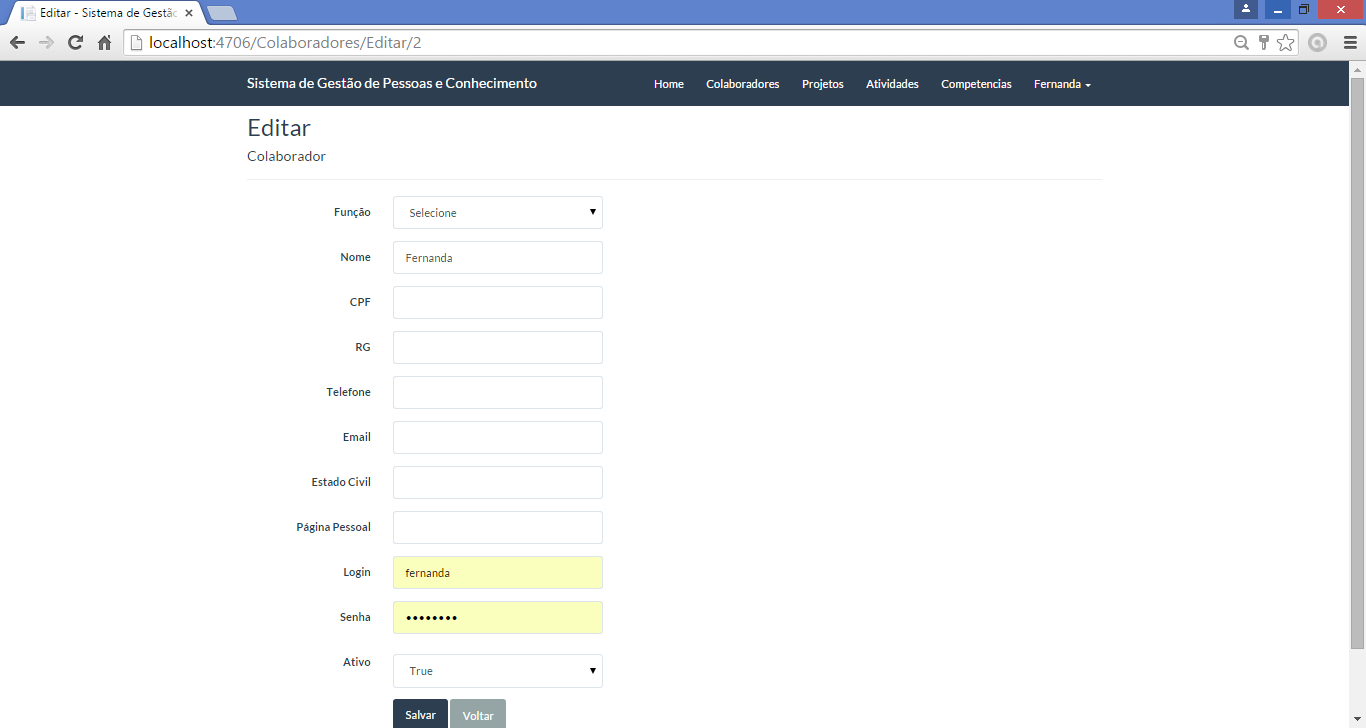 Editar - Sistema de Gestão
localhost:4706/Colaboradores/Editar/2
Sistema de Gestão de Pessoas e Conhecimento Home Colaboradores Projetos Atividades Competencias Fernanda
Editar
Colaborador
Função Selecione
Nome Fernanda
CPF
RG
Telefone
Email
Estado Civil
Página Pessoal
Login fernanda
Senha ••••••••
Ativo True
Salvar Voltar